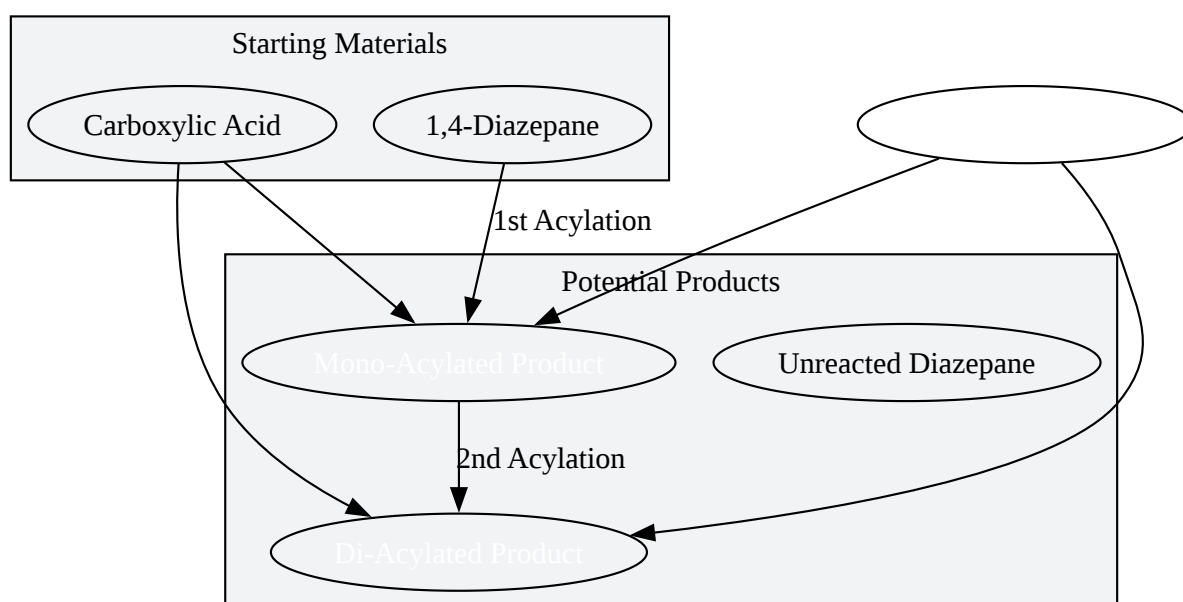 Starting Materials
Carboxylic Acid
1,4-Diazepane
1st Acylation
Potential Products
Mono-Acylated Product
Unreacted Diazepane
2nd Acylation
Di-Acylated Product